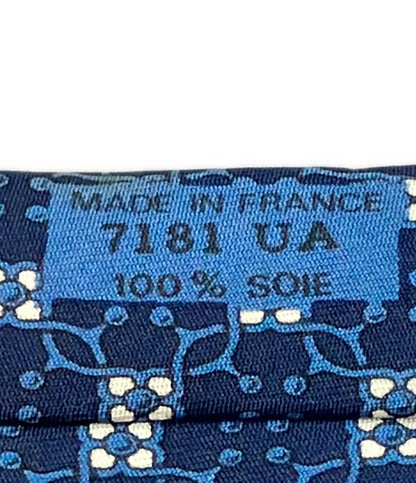 MADE IN FRANCE
7181 UA
100% SOIE